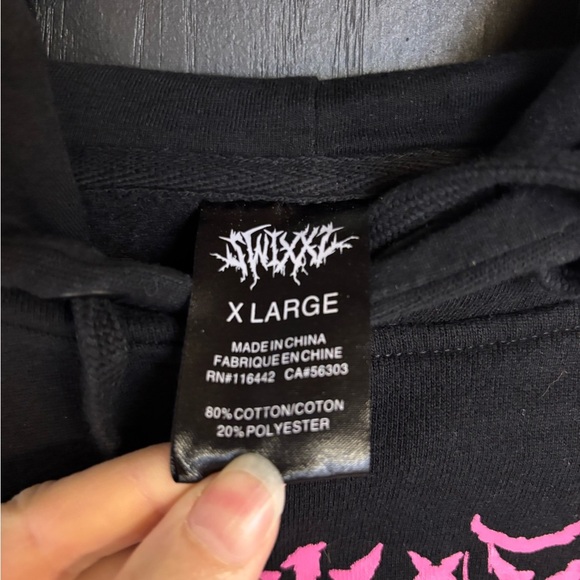 SWIXXZ
X LARGE
MADE IN CHINA
FABRIQUE EN CHINE
RN#116442 CA#56303
80% COTTON/COTON
20% POLYESTER